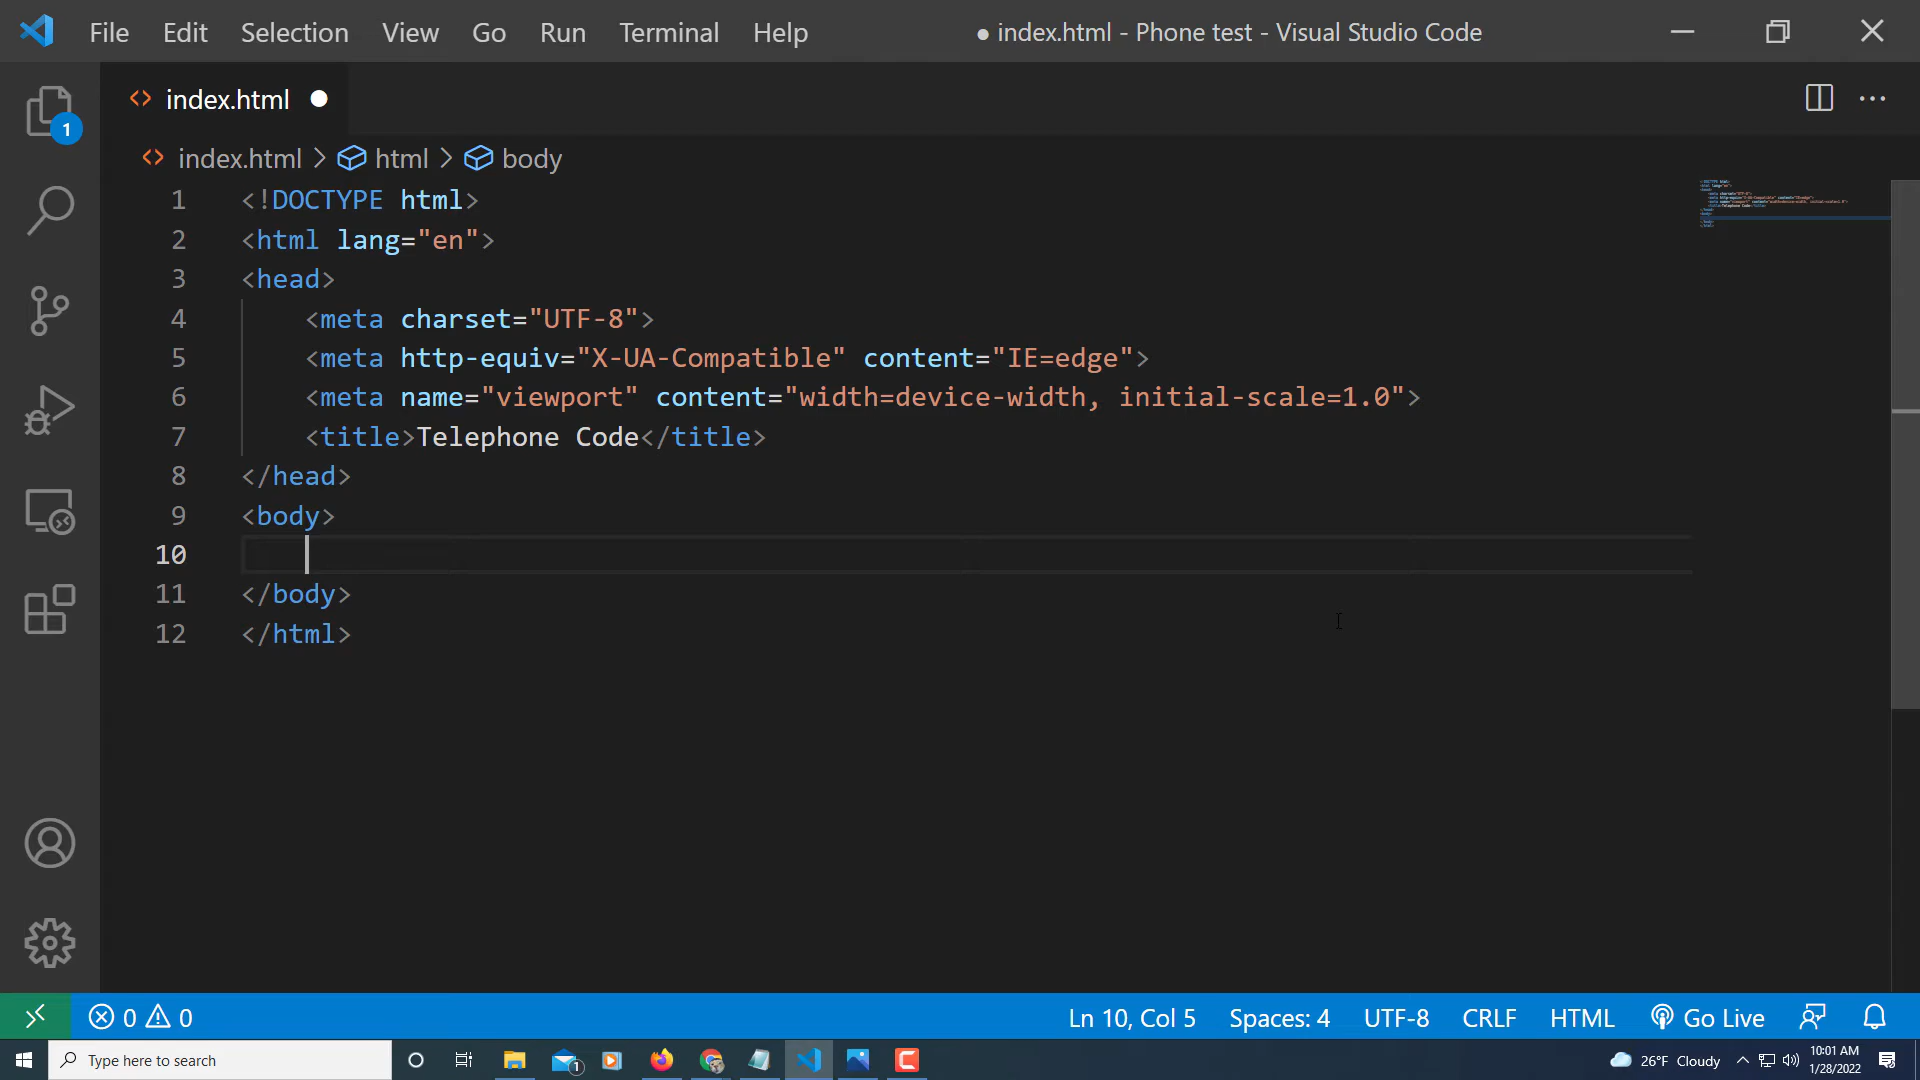 File Edit Selection View Go Run Terminal Help ● index.html - Phone test - Visual Studio Code
index.html
1
index.html > html > body
1 <!DOCTYPE html>
2 <html lang="en">
3 <head>
4 <meta charset="UTF-8">
5 <meta http-equiv="X-UA-Compatible" content="IE=edge">
6 <meta name="viewport" content="width=device-width, initial-scale=1.0">
7 <title>Telephone Code</title>
8 </head>
9 <body>
10
11 </body>
12 </html>
0 0 Ln 10, Col 5 Spaces: 4 UTF-8 CRLF HTML Go Live
Type here to search 1 26°F Cloudy 10:01 AM
1/28/2022